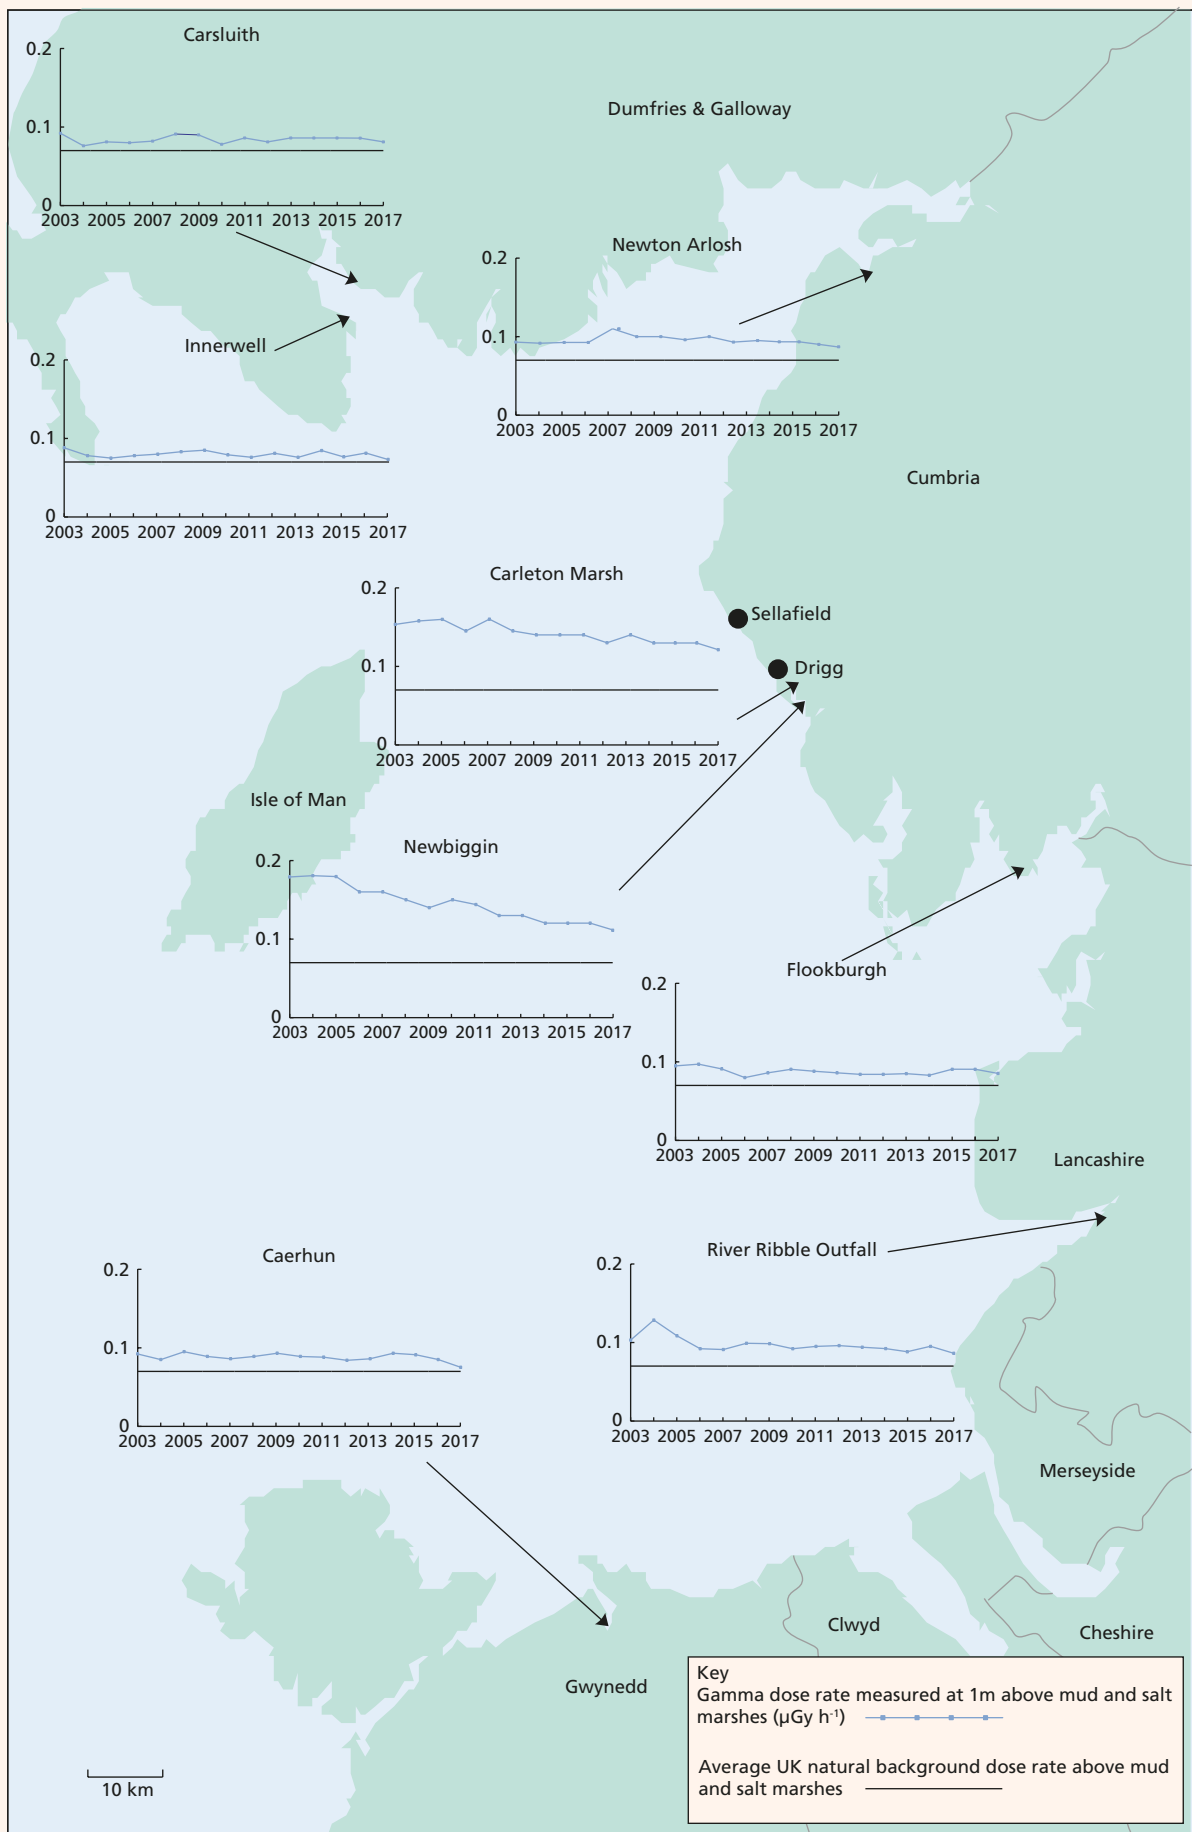 Carsluith
0.2
0.1
0
2003 2005 2007 2009 2011 2013 2015 2017
Dumfries & Galloway
Newton Arlosh
0.2
0.1
0
2003 2005 2007 2009 2011 2013 2015 2017
Innerwell
0.2
0.1
0
2003 2005 2007 2009 2011 2013 2015 2017
Cumbria
Carleton Marsh
0.2
0.1
0
2003 2005 2007 2009 2011 2013 2015 2017
Sellafield
Drigg
Isle of Man
Newbiggin
0.2
0.1
0
2003 2005 2007 2009 2011 2013 2015 2017
Flookburgh
0.2
0.1
0
2003 2005 2007 2009 2011 2013 2015 2017
Lancashire
River Ribble Outfall
0.2
0.1
0
2003 2005 2007 2009 2011 2013 2015 2017
Caerhun
0.2
0.1
0
2003 2005 2007 2009 2011 2013 2015 2017
Merseyside
Clwyd
Cheshire
Gwynedd
Key
Gamma dose rate measured at 1m above mud and salt
marshes (µGy h⁻¹)
Average UK natural background dose rate above mud
and salt marshes
10 km